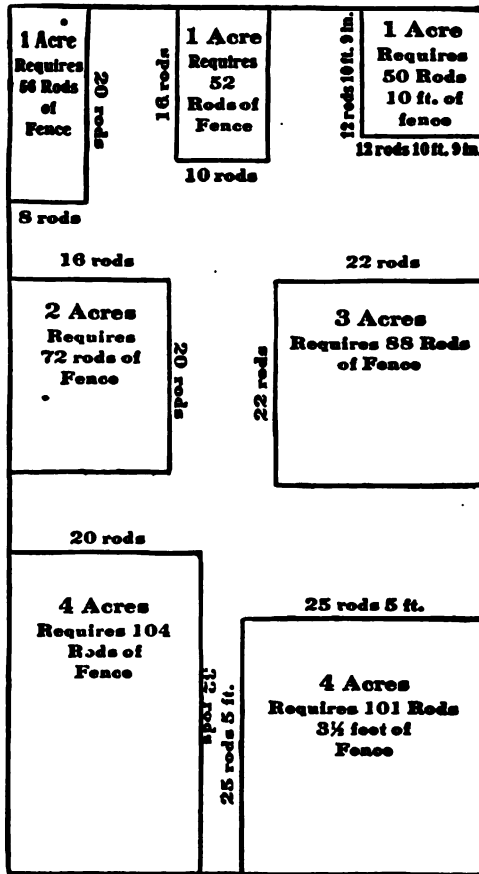 1 Acre
Requires
56 Rods
of
Fence
20 rods
8 rods
16 rods
1 Acre
Requires
52
Rods of
Fence
10 rods
12 rods 10 ft. 9 in.
1 Acre
Requires
50 Rods
10 ft. of
fence
12 rods 10 ft. 9 in.
16 rods
2 Acres
Requires
72 rods of
Fence
20 rods
22 rods
22 rods
3 Acres
Requires 88 Rods
of Fence
20 rods
4 Acres
Requires 104
Rods of
Fence
32 rods
25 rods 5 ft.
25 rods 5 ft.
4 Acres
Requires 101 Rods
3½ feet of
Fence